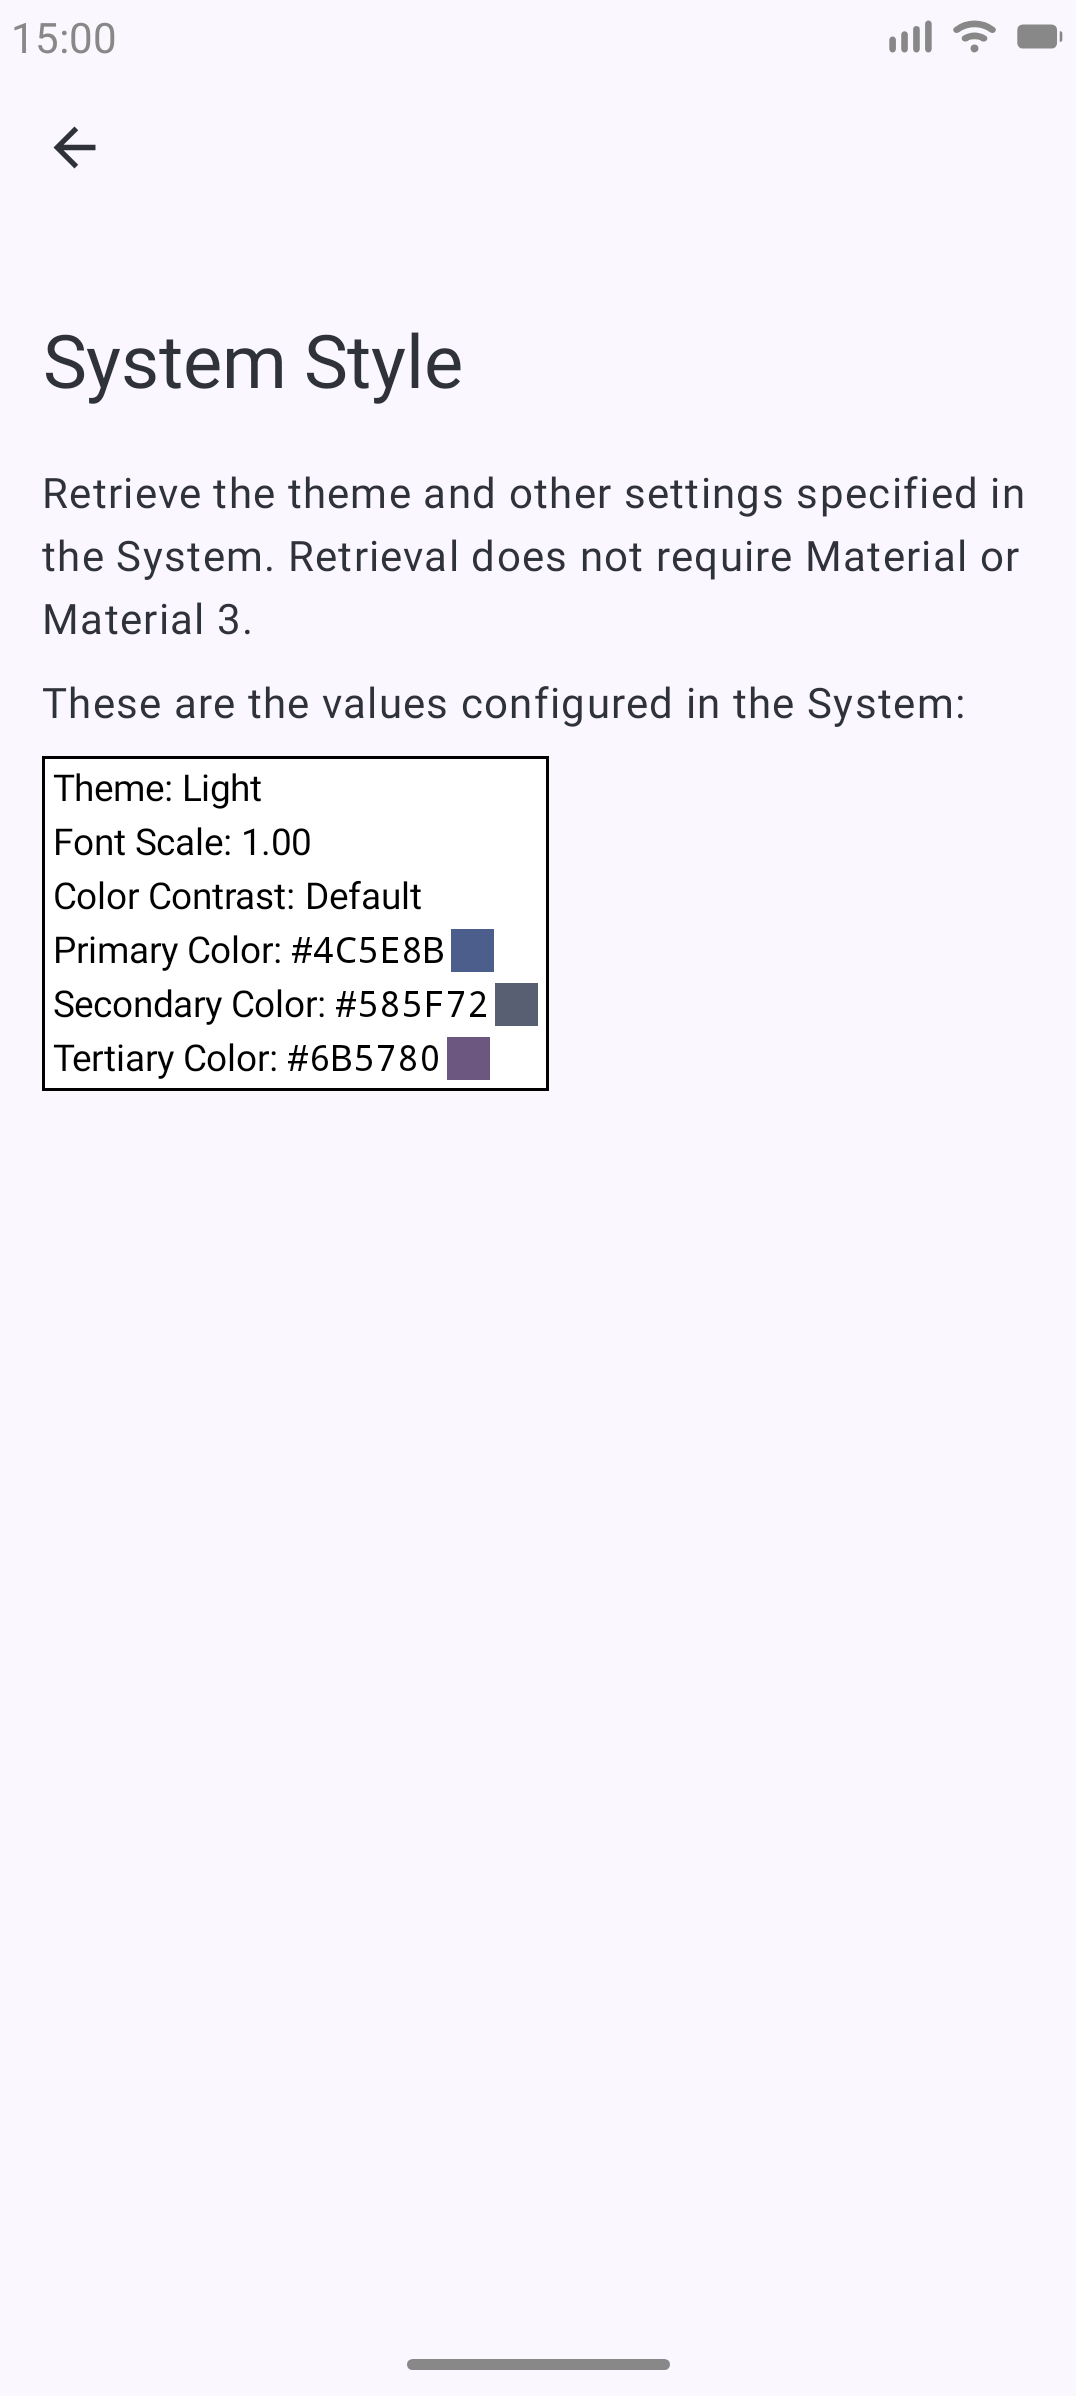 15:00
System Style
Retrieve the theme and other settings specified in
the System. Retrieval does not require Material or
Material 3.
These are the values configured in the System:
Theme: Light
Font Scale: 1.00
Color Contrast: Default
Primary Color: #4C5E8B
Secondary Color: #585F72
Tertiary Color: #6B5780